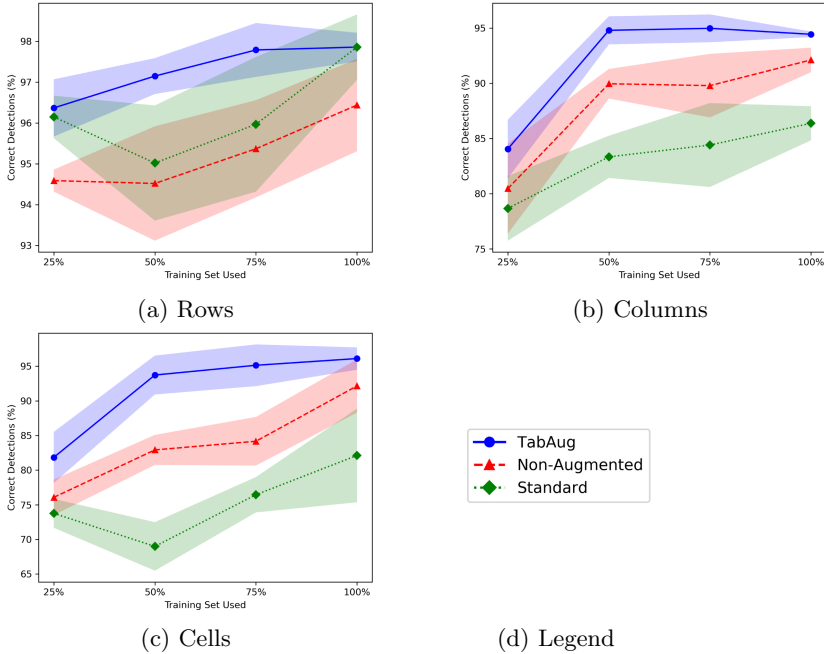 98
97
96
95
94
93
Correct Detections (%)
25%
50%
75%
100%
Training Set Used
(a) Rows
95
90
85
80
75
Correct Detections (%)
25%
50%
75%
100%
Training Set Used
(b) Columns
95
90
85
80
75
70
65
Correct Detections (%)
25%
50%
75%
100%
Training Set Used
(c) Cells
TabAug
Non-Augmented
Standard
(d) Legend